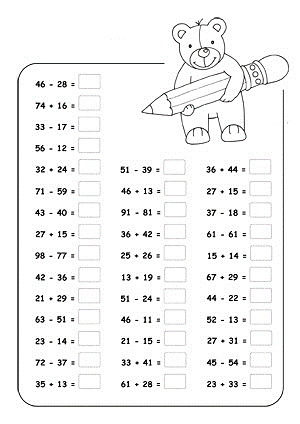 46 - 28 =
74 + 16 =
33 - 17 =
56 - 12 =
32 + 24 =
71 - 59 =
43 - 40 =
27 + 15 =
98 - 77 =
42 - 36 =
21 + 29 =
63 - 51 =
23 - 14 =
72 - 37 =
35 + 13 =
51 - 39 =
46 + 13 =
91 - 81 =
36 + 42 =
25 + 26 =
13 + 19 =
51 - 24 =
46 - 11 =
21 - 15 =
33 + 41 =
61 + 28 =
36 + 44 =
27 + 15 =
37 - 18 =
61 - 61 =
15 + 14 =
67 + 29 =
44 - 22 =
52 - 13 =
27 + 31 =
45 - 54 =
23 + 33 =